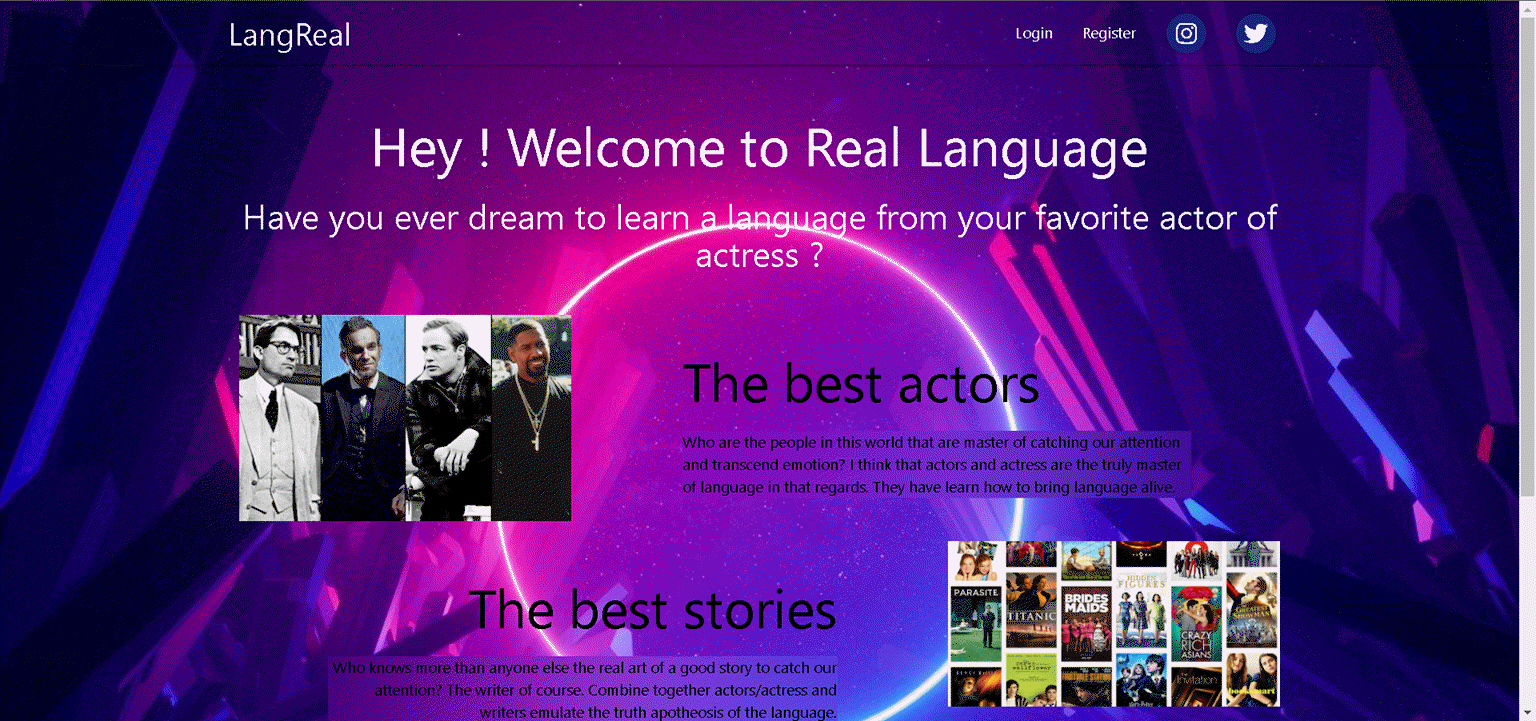 LangReal
Login
Register
Hey ! Welcome to Real Language
Have you ever dream to learn a language from your favorite actor of
actress ?
The best actors
Who are the people in this world that are master of catching our attention
and transcend emotion? I think that actors and actress are the truly master
of language in that regards. They have learn how to bring language alive.
The best stories
Who knows more than anyone else the real art of a good story to catch our
attention? The writer of course. Combine together actors/actress and
writers emulate the truth apotheosis of the language.
PARASITE
TITANIC
BRIDES
MAIDS
HIDDEN
FIGURES
CRAZY
RICH
ASIANS
GREATEST
SHOWMAN
wallflower
FRUITVALE STATION
Invitation
booksmart